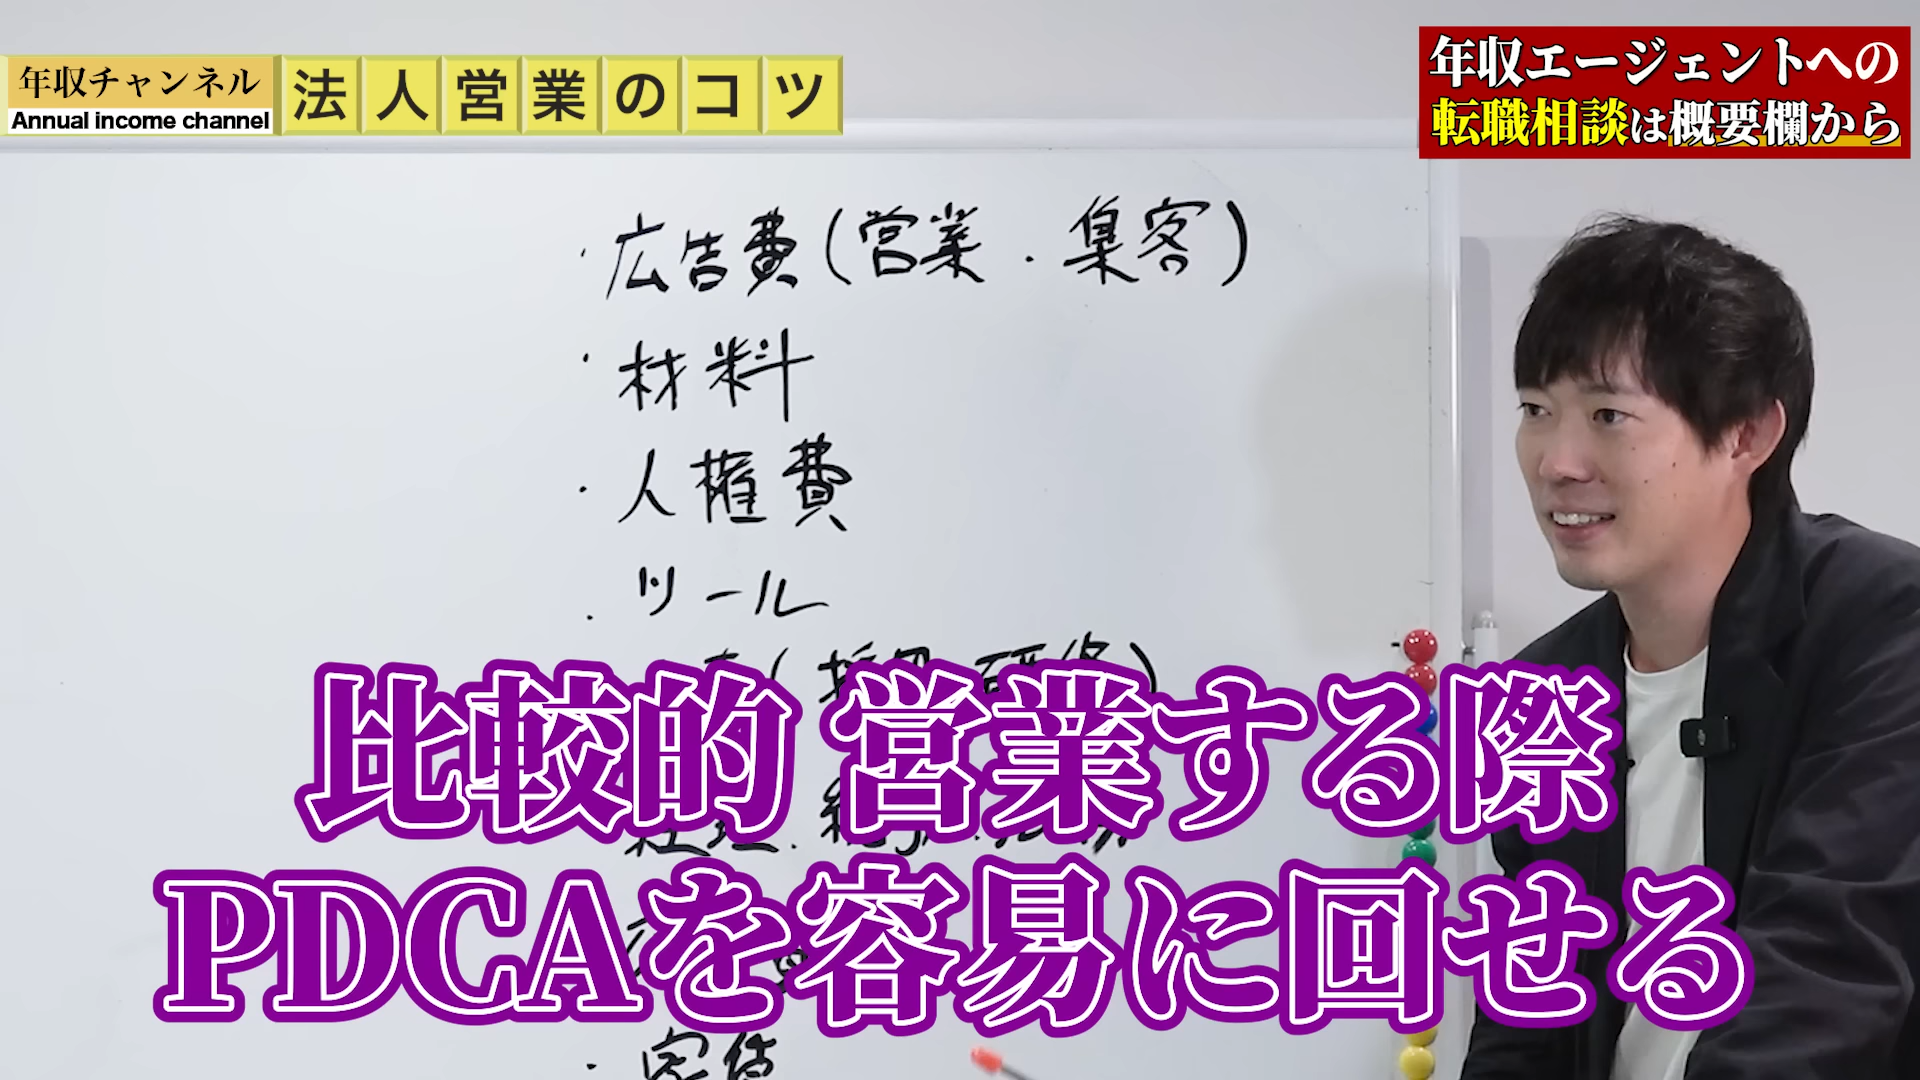 年収チャンネル
Annual income channel
法人営業のコツ
年収エージェントへの
転職相談は概要欄から
・広告費(営業・集客)
・材料
・人権費
・ツール
比較的 営業する際
PDCAを容易に回せる
・家賃